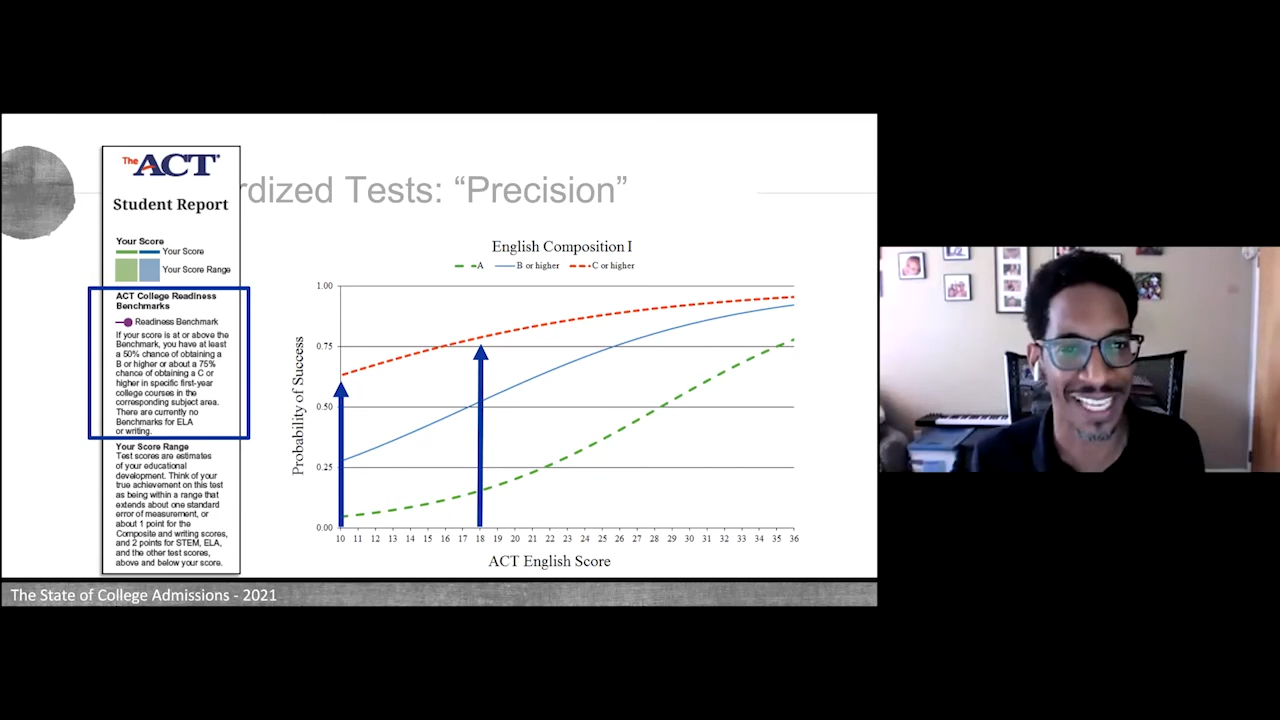 The ACT®
Student Report
rdized Tests: “Precision”
Your Score
Your Score
Your Score Range
ACT College Readiness
Benchmarks
Readiness Benchmark
If your score is at or above the
Benchmark, you have at least
a 50% chance of obtaining a
B or higher or about a 75%
chance of obtaining a C or
higher in specific first-year
college courses in the
corresponding subject area.
There are currently no
Benchmarks for ELA
or writing.
Your Score Range
Test scores are estimates
of your educational
development. Think of your
true achievement on this test
as being within a range that
extends about one standard
error of measurement, or
about 1 point for the
Composite and writing scores,
and 2 points for STEM, ELA,
and the other test scores,
above and below your score.
English Composition I
A B or higher C or higher
Probability of Success
1.00
0.75
0.50
0.25
0.00
10 11 12 13 14 15 16 17 18 19 20 21 22 23 24 25 26 27 28 29 30 31 32 33 34 35 36
ACT English Score
The State of College Admissions - 2021